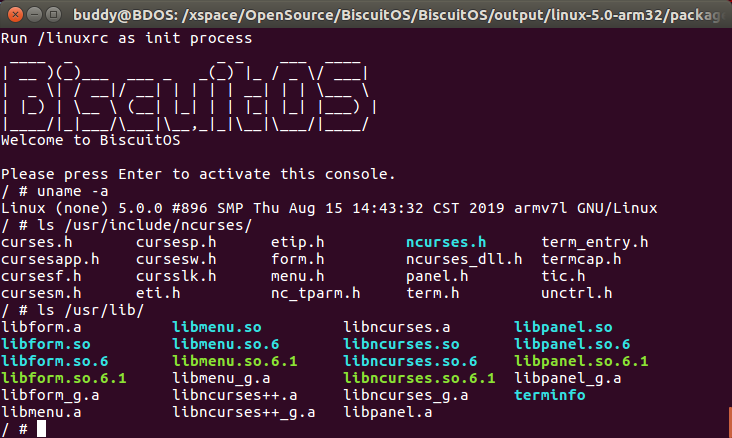 buddy@BDOS: /xspace/OpenSource/BiscuitOS/BiscuitOS/output/linux-5.0-arm32/package
Run /linuxrc as init process
BiscuitOS
Welcome to BiscuitOS
Please press Enter to activate this console.
/ # uname -a
Linux (none) 5.0.0 #896 SMP Thu Aug 15 14:43:32 CST 2019 armv7l GNU/Linux
/ # ls /usr/include/ncurses/
curses.h cursesp.h etip.h ncurses.h term_entry.h
cursesapp.h cursesw.h form.h ncurses_dll.h termcap.h
cursesf.h cursslk.h menu.h panel.h tic.h
cursesm.h eti.h nc_tparm.h term.h unctrl.h
/ # ls /usr/lib/
libform.a libmenu.so libncurses.a libpanel.so
libform.so libmenu.so.6 libncurses.so libpanel.so.6
libform.so.6 libmenu.so.6.1 libncurses.so.6 libpanel.so.6.1
libform.so.6.1 libmenu_g.a libncurses.so.6.1 libpanel_g.a
libform_g.a libncurses++.a libncurses_g.a terminfo
libmenu.a libncurses++_g.a libpanel.a
/ #